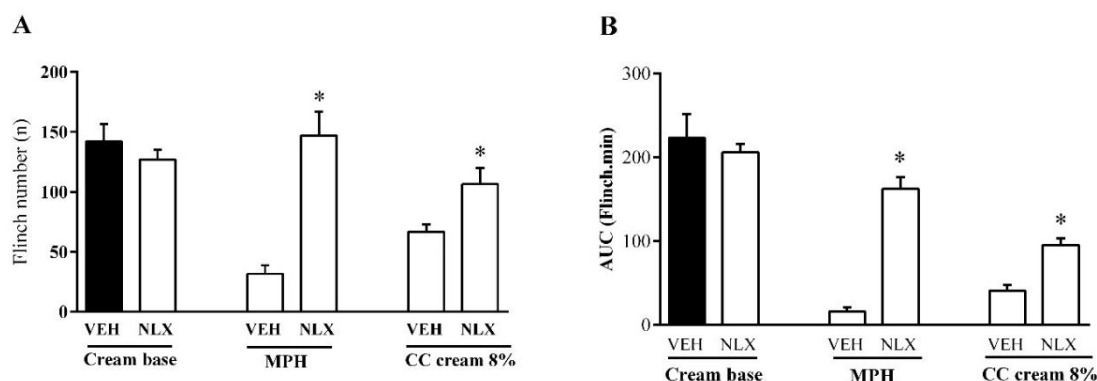 A
Flinch number (n)
200
150
100
50
0
*
*
VEH NLX VEH NLX VEH NLX
Cream base MPH CC cream 8%
B
AUC (Flinch.min)
300
200
100
0
*
*
VEH NLX VEH NLX VEH NLX
Cream base MPH CC cream 8%